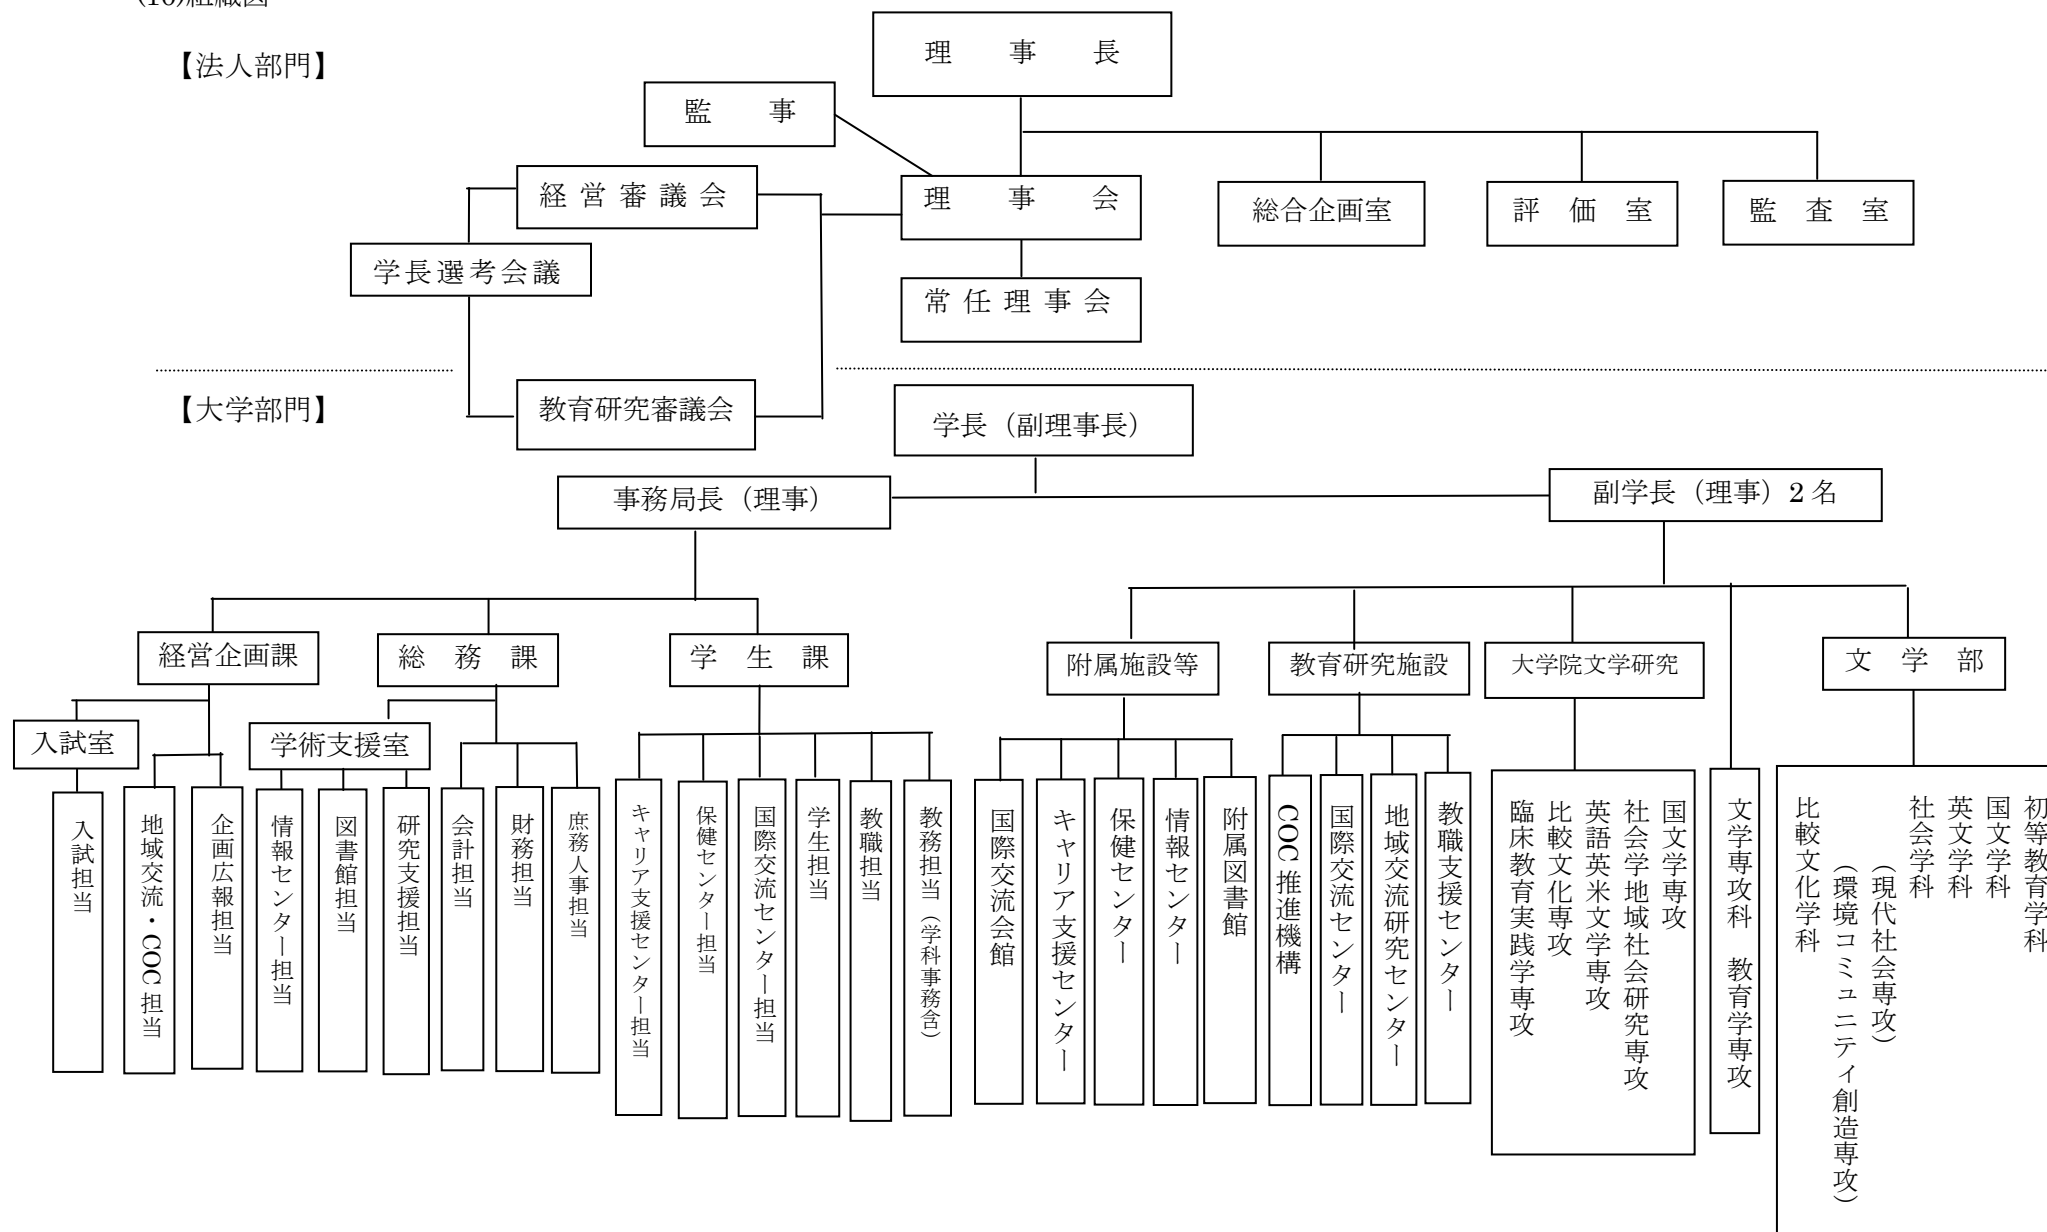 (10)組織図
【法人部門】
理 事 長
監 事
経営審議会
理 事 会
総合企画室
評 価 室
監 査 室
学長選考会議
常任理事会
【大学部門】
教育研究審議会
学長（副理事長）
事務局長（理事）
副学長（理事）2名
経営企画課
総 務 課
学 生 課
附属施設等
教育研究施設
大学院文学研究
文 学 部
入試室
学術支援室
入試担当
地域交流・COC担当
企画広報担当
情報センター担当
図書館担当
研究支援担当
会計担当
財務担当
庶務人事担当
キャリア支援センター担当
保健センター担当
国際交流センター担当
学生担当
教職担当
教務担当（学科事務含）
国際交流会館
キャリア支援センター
保健センター
情報センター
附属図書館
COC推進機構
国際交流センター
地域交流研究センター
教職支援センター
国文学専攻
社会学地域社会研究専攻
英語英米文学専攻
比較文化専攻
臨床教育実践学専攻
文学専攻科 教育学専攻
初等教育学科
国文学科
英文学科
社会学科
（現代社会専攻）
（環境コミュニティ創造専攻）
比較文化学科